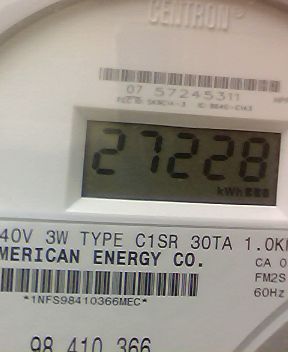 CENTRON
07 57245311
27228
kWh
40V 3W TYPE C1SR 30TA 1.0K
MERICAN ENERGY CO.
CA 0
FM2S
60Hz
*1NFS98410366MEC*
98 410 366